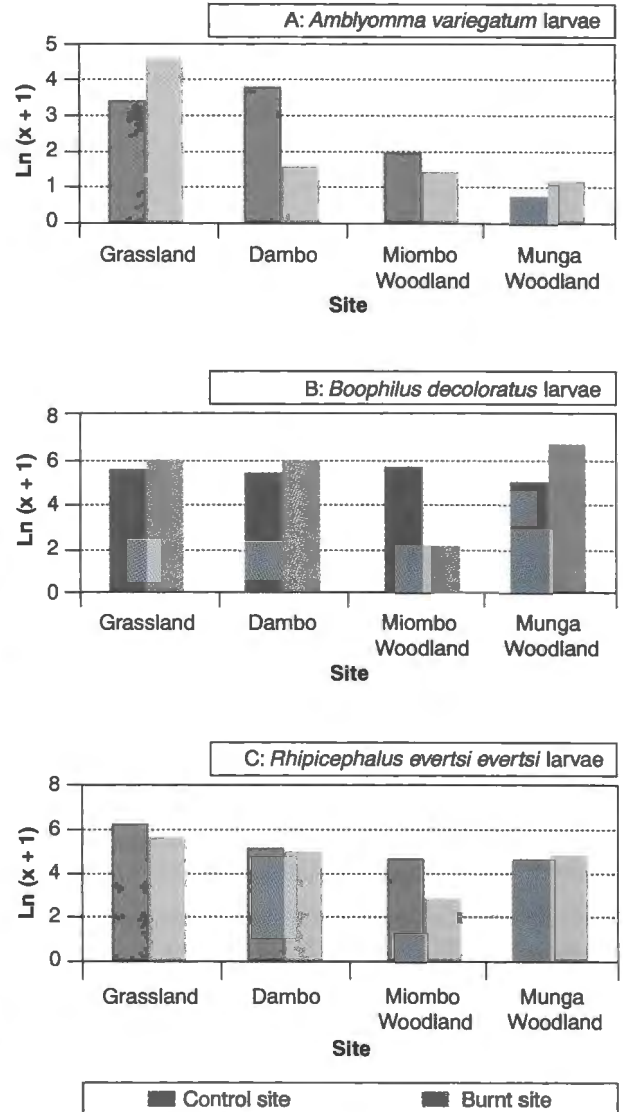 A: Amblyomma variegatum larvae
Ln (x + 1)
5
4
3
2
1
0
Grassland Dambo Miombo Woodland Munga Woodland
Site
B: Boophilus decoloratus larvae
Ln (x + 1)
8
6
4
2
0
Grassland Dambo Miombo Woodland Munga Woodland
Site
C: Rhipicephalus evertsi evertsi larvae
Ln (x + 1)
8
6
4
2
0
Grassland Dambo Miombo Woodland Munga Woodland
Site
Control site Burnt site